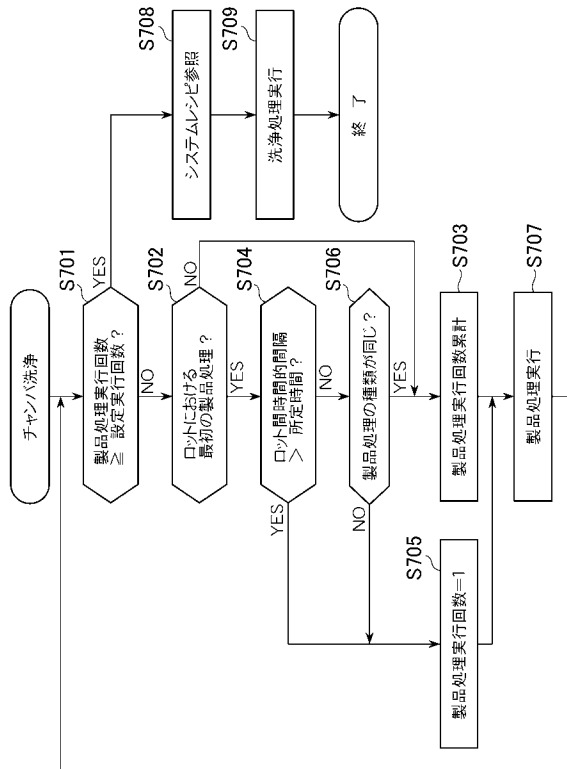 チャンバ洗浄
S701
製品処理実行回数
≧ 設定実行回数？
YES
NO
S702
ロットにおける
最初の製品処理？
NO
YES
S704
ロット間時間的間隔
＞ 所定時間？
YES
NO
S706
製品処理の種類が同じ？
NO
YES
S705
製品処理実行回数＝1
S703
製品処理実行回数累計
S707
製品処理実行
S708
システムレシピ参照
S709
洗浄処理実行
終 了